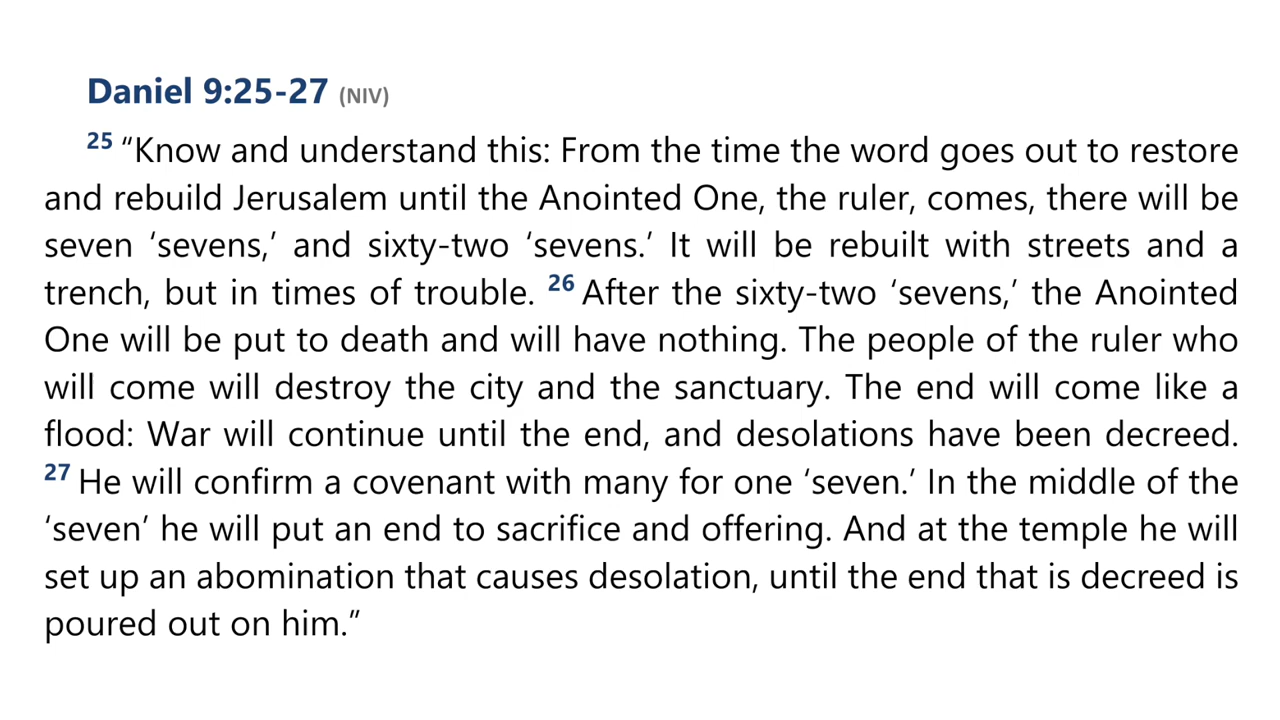 Daniel 9:25-27 (NIV)
25 “Know and understand this: From the time the word goes out to restore
and rebuild Jerusalem until the Anointed One, the ruler, comes, there will be
seven ‘sevens,’ and sixty-two ‘sevens.’ It will be rebuilt with streets and a
trench, but in times of trouble. 26 After the sixty-two ‘sevens,’ the Anointed
One will be put to death and will have nothing. The people of the ruler who
will come will destroy the city and the sanctuary. The end will come like a
flood: War will continue until the end, and desolations have been decreed.
27 He will confirm a covenant with many for one ‘seven.’ In the middle of the
‘seven’ he will put an end to sacrifice and offering. And at the temple he will
set up an abomination that causes desolation, until the end that is decreed is
poured out on him.”